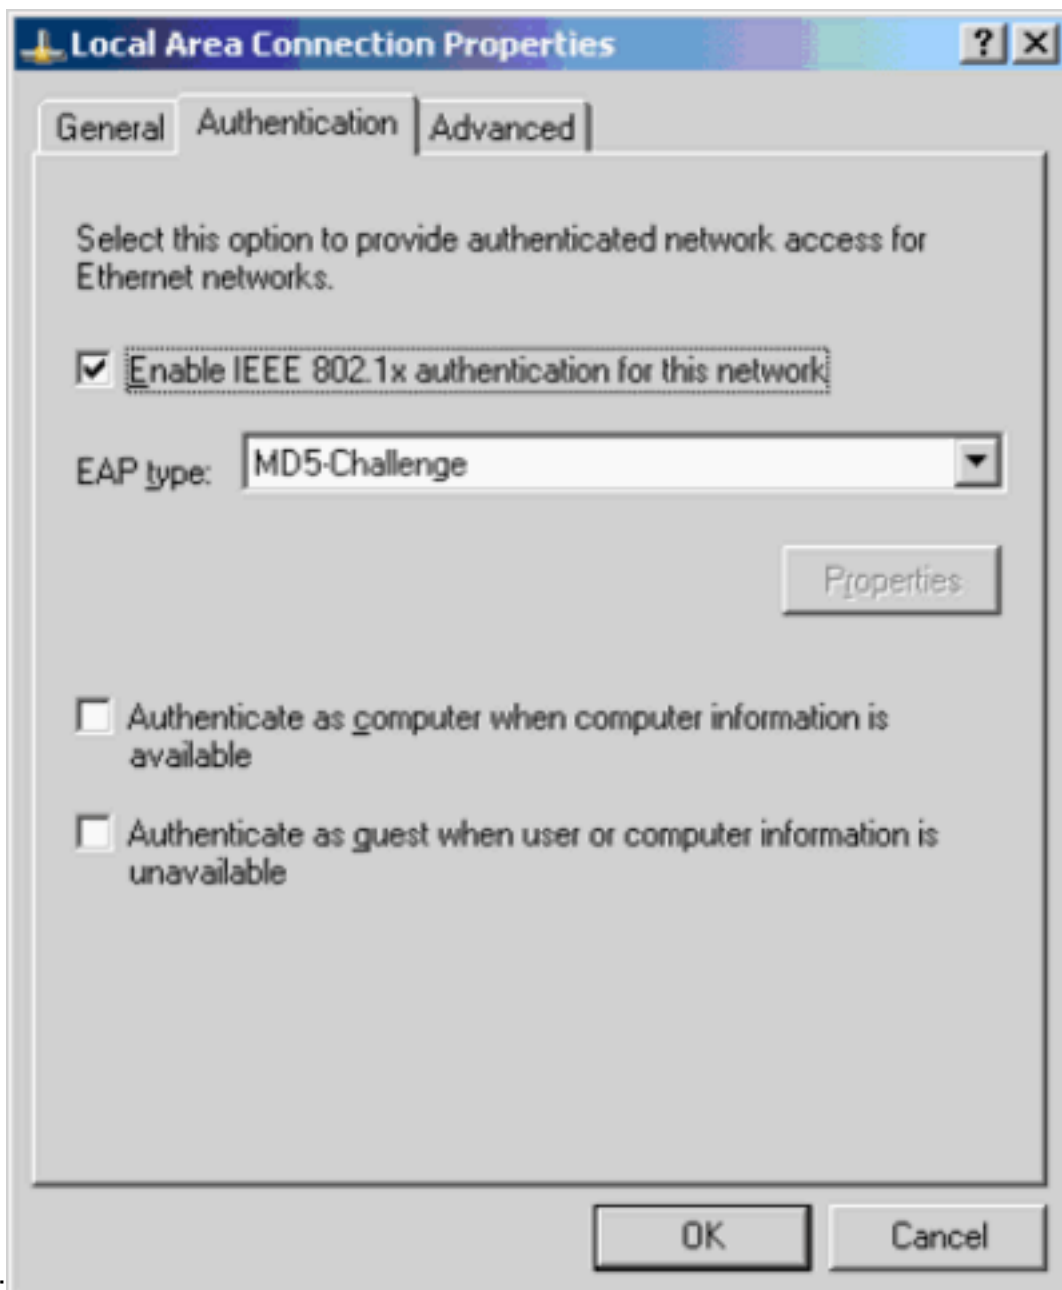 Local Area Connection Properties
General Authentication Advanced
Select this option to provide authenticated network access for
Ethernet networks.
Enable IEEE 802.1x authentication for this network
EAP type: MD5-Challenge
Properties
Authenticate as computer when computer information is
available
Authenticate as guest when user or computer information is
unavailable
OK Cancel
.